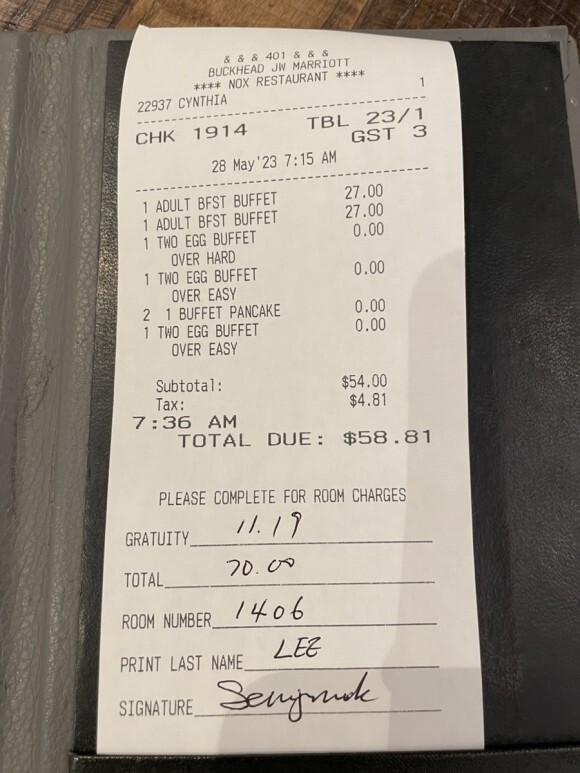 & & & 401 & & &
BUCKHEAD JW MARRIOTT
**** NOX RESTAURANT ****
22937 CYNTHIA 1
CHK 1914 TBL 23/1
GST 3
28 May'23 7:15 AM
1 ADULT BFST BUFFET 27.00
1 ADULT BFST BUFFET 27.00
1 TWO EGG BUFFET 0.00
OVER HARD
1 TWO EGG BUFFET 0.00
OVER EASY
2 1 BUFFET PANCAKE 0.00
1 TWO EGG BUFFET 0.00
OVER EASY
Subtotal: $54.00
Tax: $4.81
7:36 AM
TOTAL DUE: $58.81
PLEASE COMPLETE FOR ROOM CHARGES
GRATUITY 11.19
TOTAL 70.00
ROOM NUMBER 1406
PRINT LAST NAME LEE
SIGNATURE